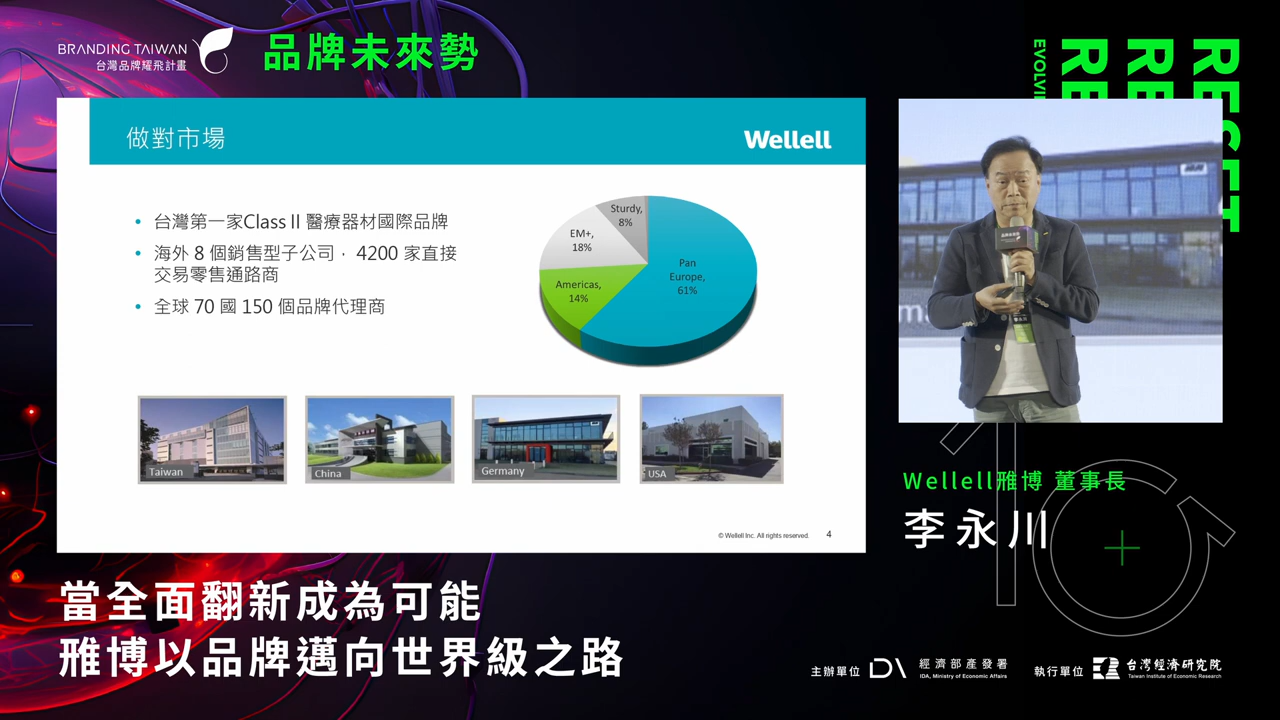 BRANDING TAIWAN
台灣品牌耀飛計畫
品牌未來勢
做對市場
Wellell
• 台灣第一家Class II 醫療器材國際品牌
• 海外 8 個銷售型子公司， 4200 家直接
交易零售通路商
• 全球 70 國 150 個品牌代理商
Sturdy,
8%
EM+,
18%
Americas,
14%
Pan
Europe,
61%
Taiwan
China
Germany
USA
© Wellell Inc. All rights reserved.
4
RESET
RE
RE
EVOLVI
Wellell雅博 董事長
李永川
當全面翻新成為可能
雅博以品牌邁向世界級之路
主辦單位
經濟部產發署
IDA, Ministry of Economic Affairs
執行單位
台灣經濟研究院
Taiwan Institute of Economic Research